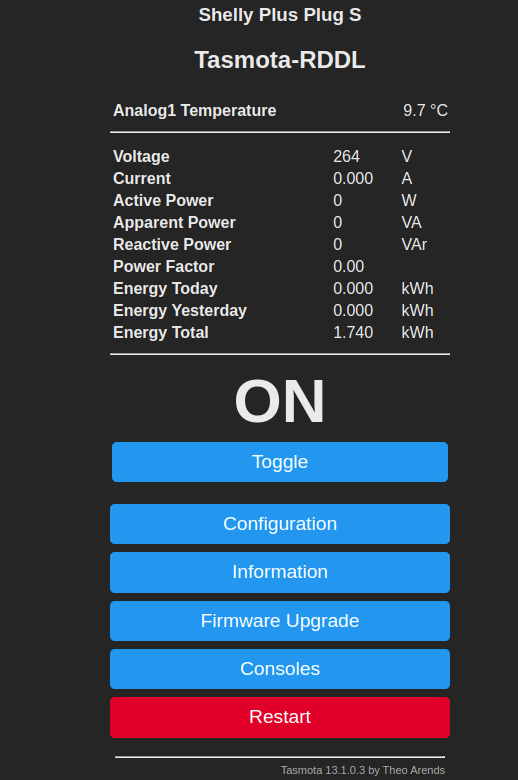 Shelly Plus Plug S
Tasmota-RDDL
Analog1 Temperature 9.7 °C
Voltage 264 V
Current 0.000 A
Active Power 0 W
Apparent Power 0 VA
Reactive Power 0 VAr
Power Factor 0.00
Energy Today 0.000 kWh
Energy Yesterday 0.000 kWh
Energy Total 1.740 kWh
ON
Toggle
Configuration
Information
Firmware Upgrade
Consoles
Restart
Tasmota 13.1.0.3 by Theo Arends